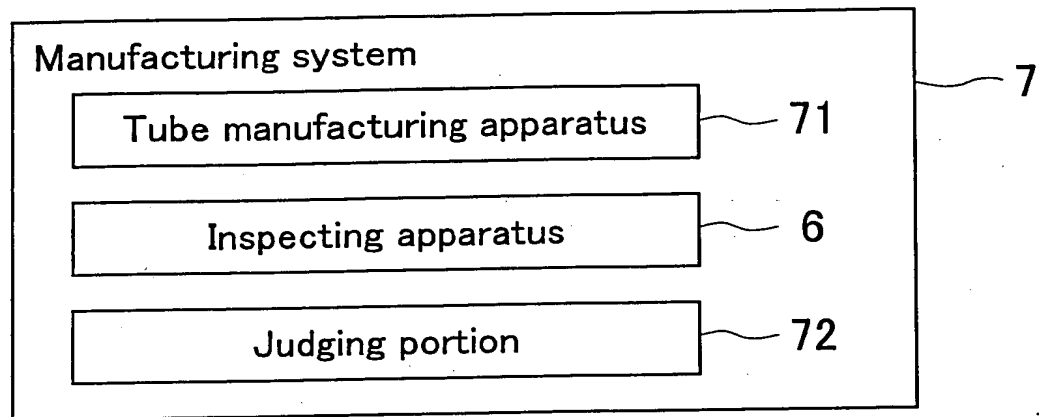 Manufacturing system
7
Tube manufacturing apparatus 71
Inspecting apparatus 6
Judging portion 72